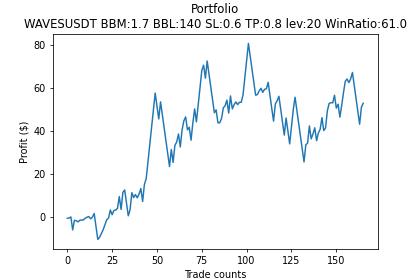 Portfolio
WAVESUSDT BBM:1.7 BBL:140 SL:0.6 TP:0.8 lev:20 WinRatio:61.0
80
60
40
20
0
Profit ($)
0 25 50 75 100 125 150
Trade counts